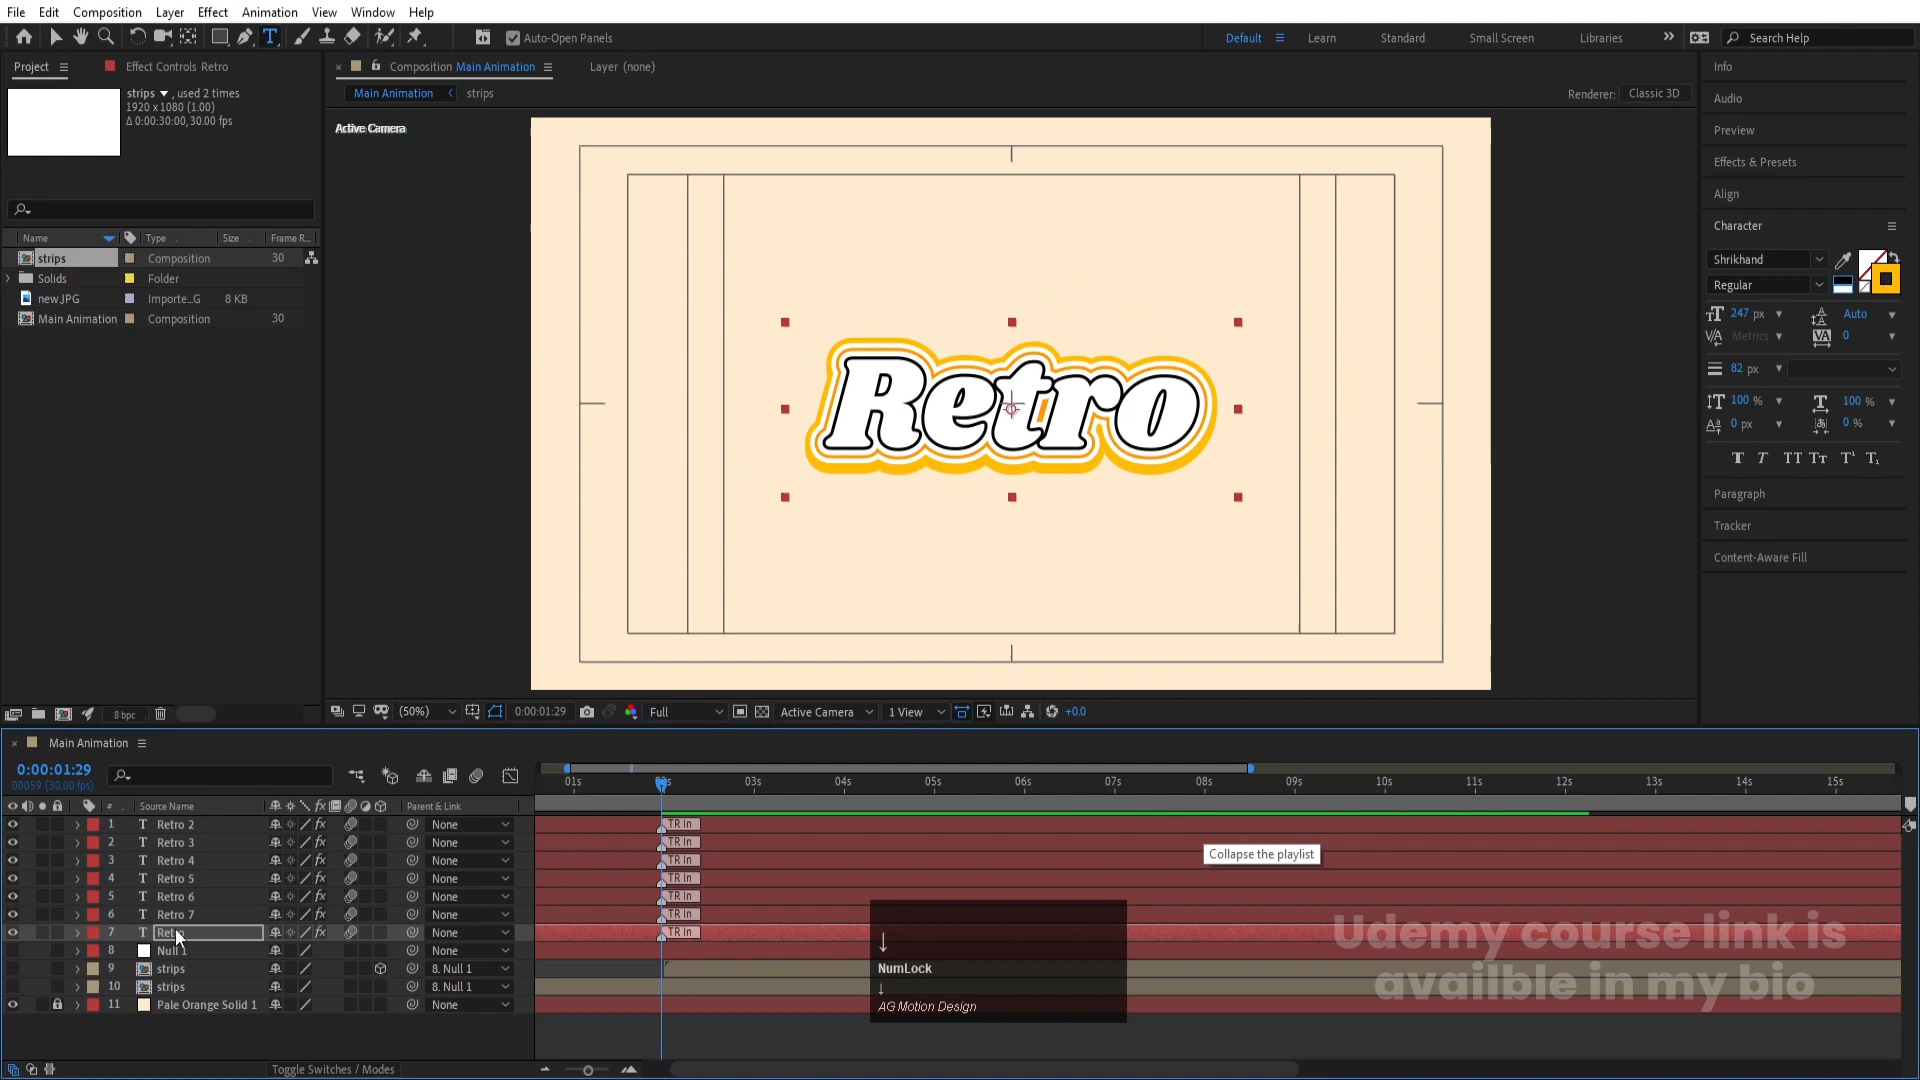 File Edit Composition Layer Effect Animation View Window Help
Auto-Open Panels
Default Learn Standard Small Screen Libraries Search Help
Project Effect Controls Retro
Composition Main Animation Layer (none)
Main Animation strips
Renderer: Classic 3D
strips , used 2 times
1920 x 1080 (1.00)
Δ 0:00:30:00, 30.00 fps
Name Type Size Frame R...
strips Composition 30
Solids Folder
new.JPG Importe_G 8 KB
Main Animation Composition 30
8 bpc
Active Camera
Retro
(50%) 0:00:01:29 Full Active Camera 1 View +0.0
Info
Audio
Preview
Effects & Presets
Align
Character
Shrikhand
Regular
247 px Auto
Metrics 0
82 px
100 % 100 %
0 px 0 %
Paragraph
Tracker
Content-Aware Fill
Main Animation
0:00:01:29
00059 (30.00 fps)
# Source Name Parent & Link
01s 03s 04s 05s 06s 07s 08s 09s 10s 11s 12s 13s 14s 15s
1 Retro 2 None TR In
2 Retro 3 None TR In
3 Retro 4 None TR In
4 Retro 5 None TR In
5 Retro 6 None TR In
6 Retro 7 None TR In
7 None TR In
8 Null 1 None
9 strips 8. Null 1
10 strips 8. Null 1
11 Pale Orange Solid 1 None
Collapse the playlist
↓
NumLock
↓
AG Motion Design
Udemy course link is
availble in my bio
Toggle Switches / Modes